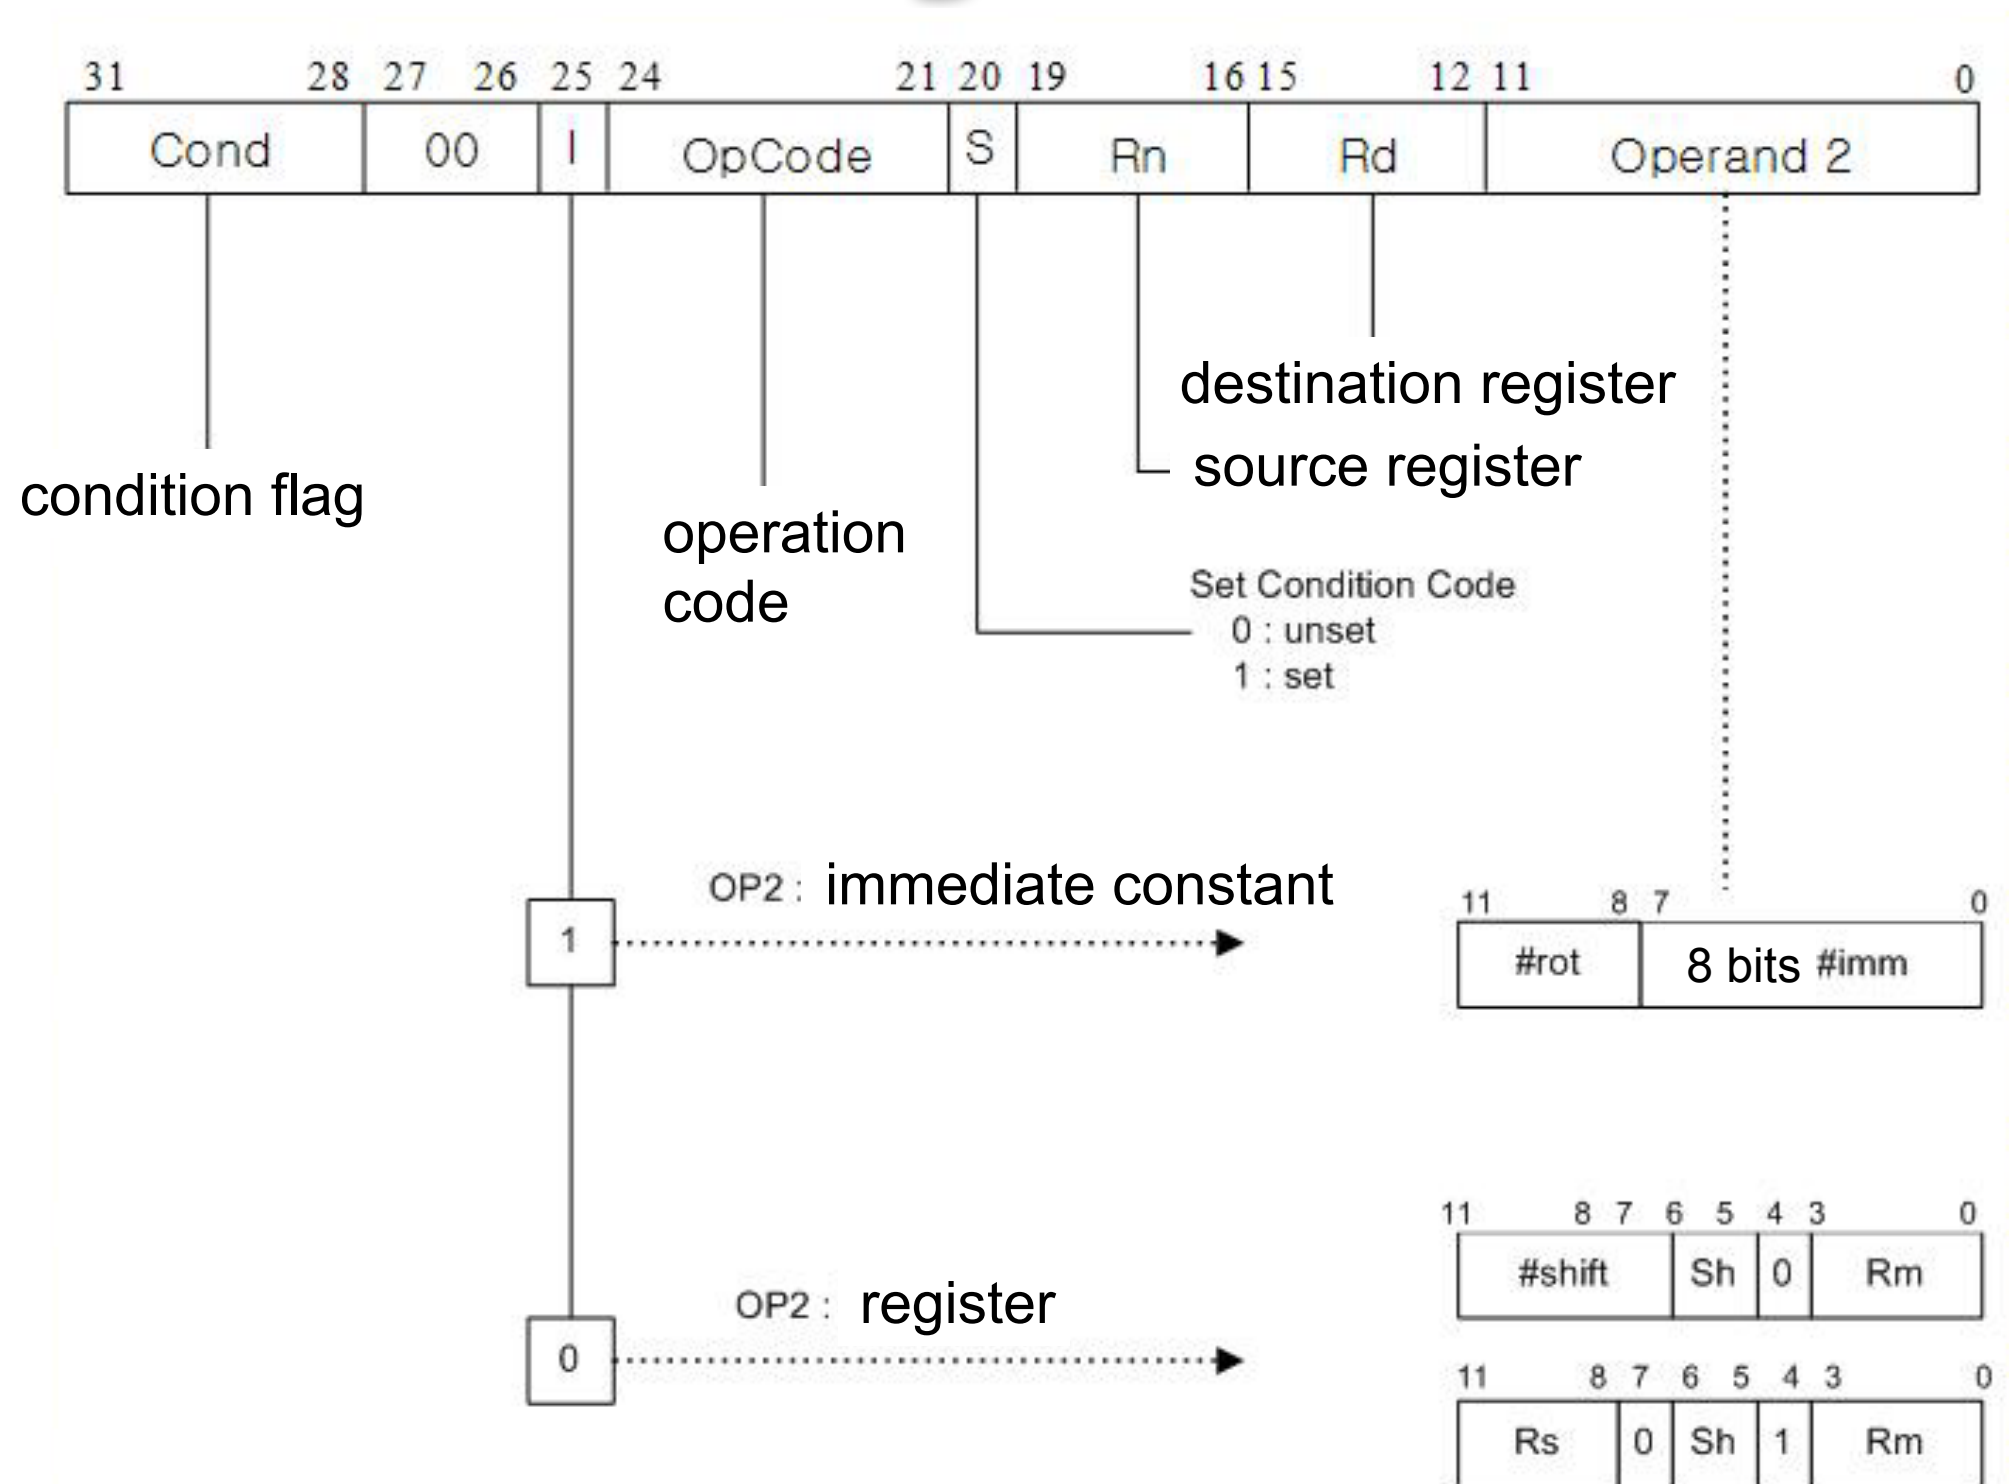 31 28 27 26 25 24 21 20 19 16 15 12 11 0
Cond 00 I OpCode S Rn Rd Operand 2
destination register
source register
condition flag
operation
code
Set Condition Code
0 : unset
1 : set
OP2 : immediate constant
11 8 7 0
1
#rot 8 bits #imm
11 8 7 6 5 4 3 0
#shift Sh 0 Rm
OP2 : register
0
11 8 7 6 5 4 3 0
Rs 0 Sh 1 Rm